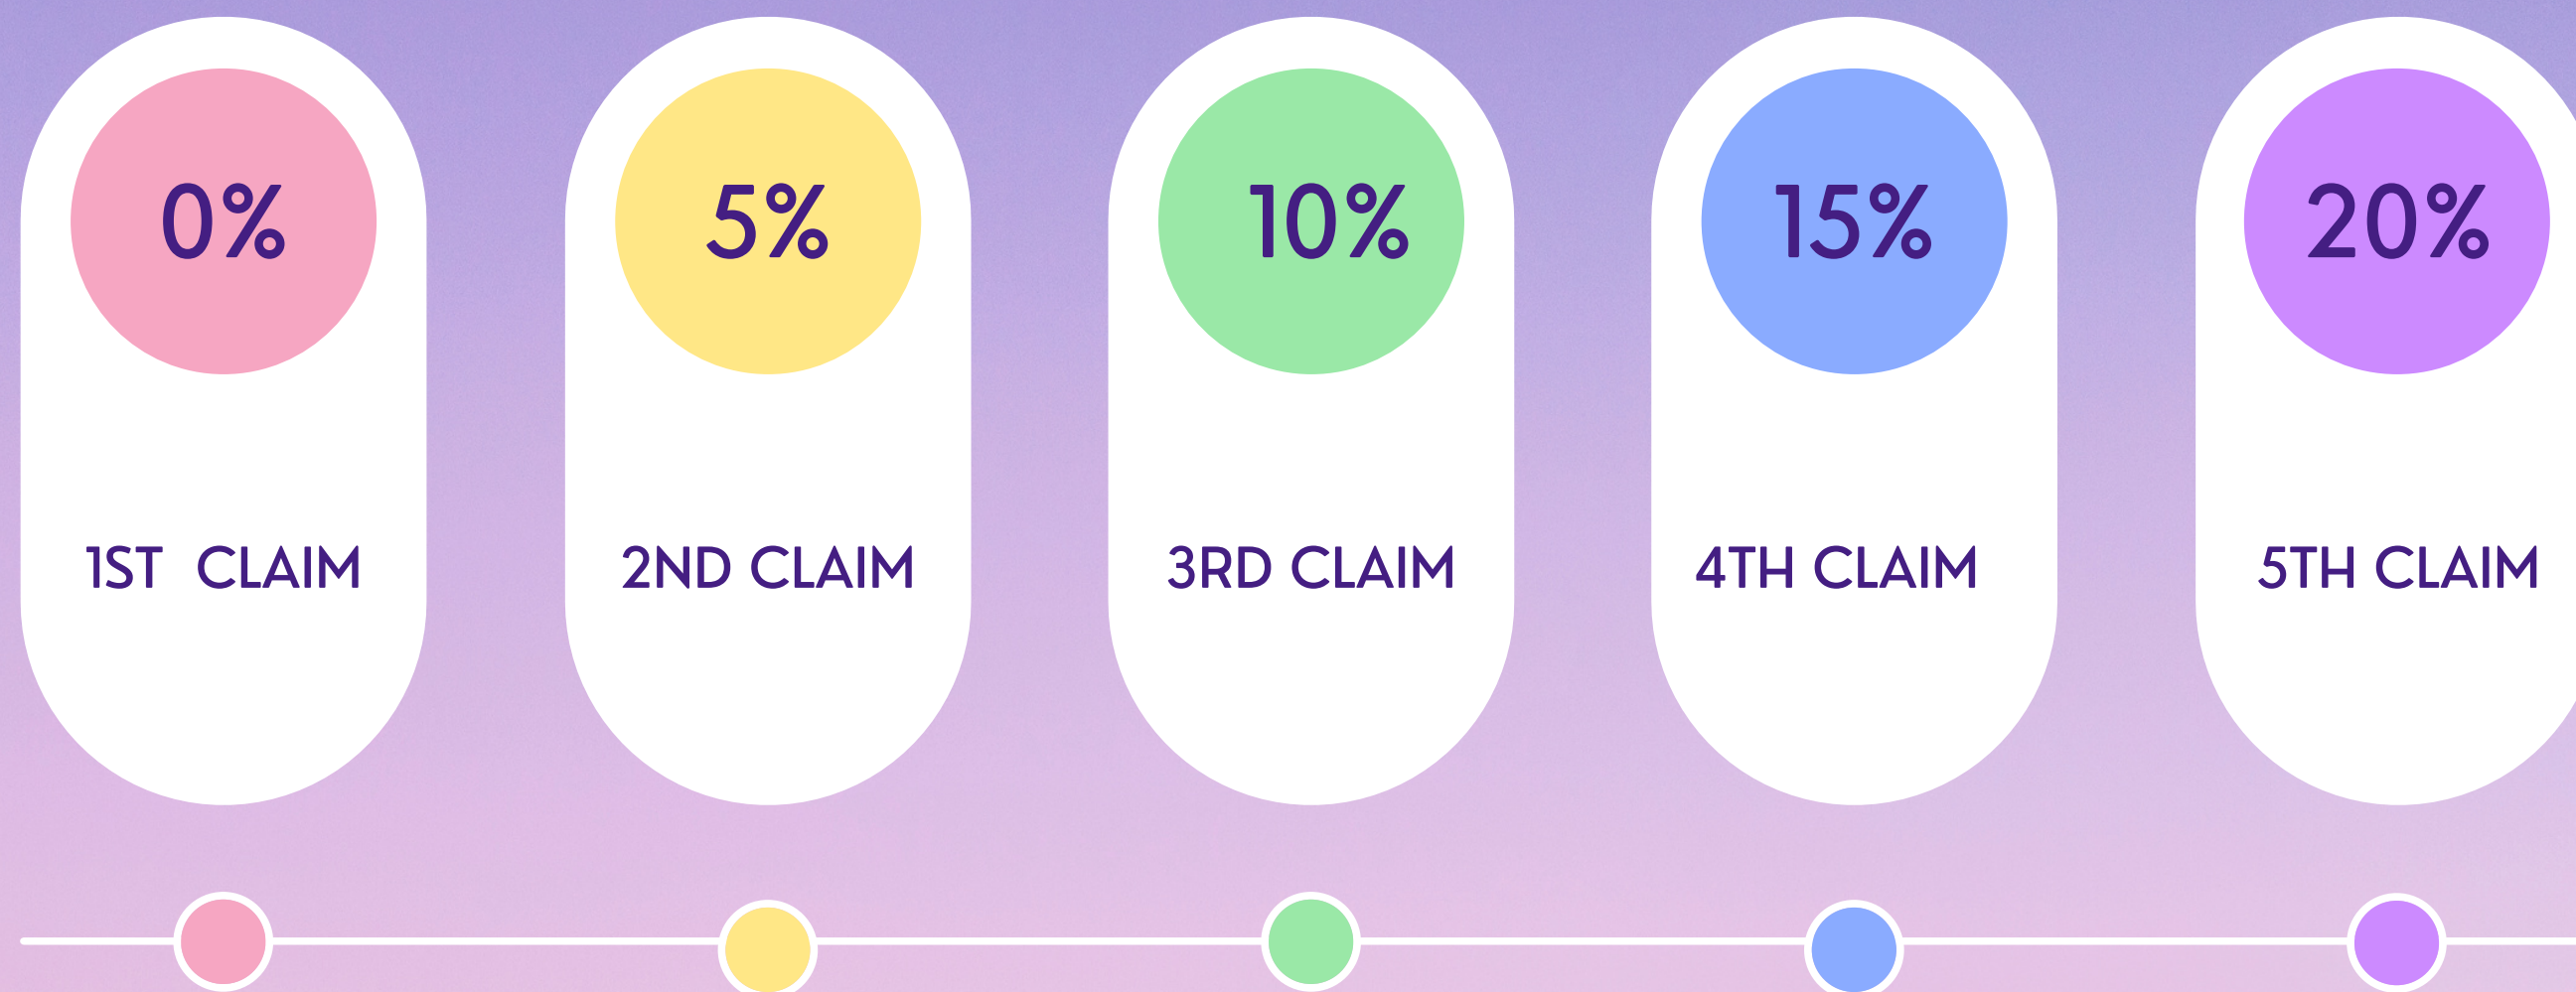 0%
5%
10%
15%
20%
1ST CLAIM
2ND CLAIM
3RD CLAIM
4TH CLAIM
5TH CLAIM